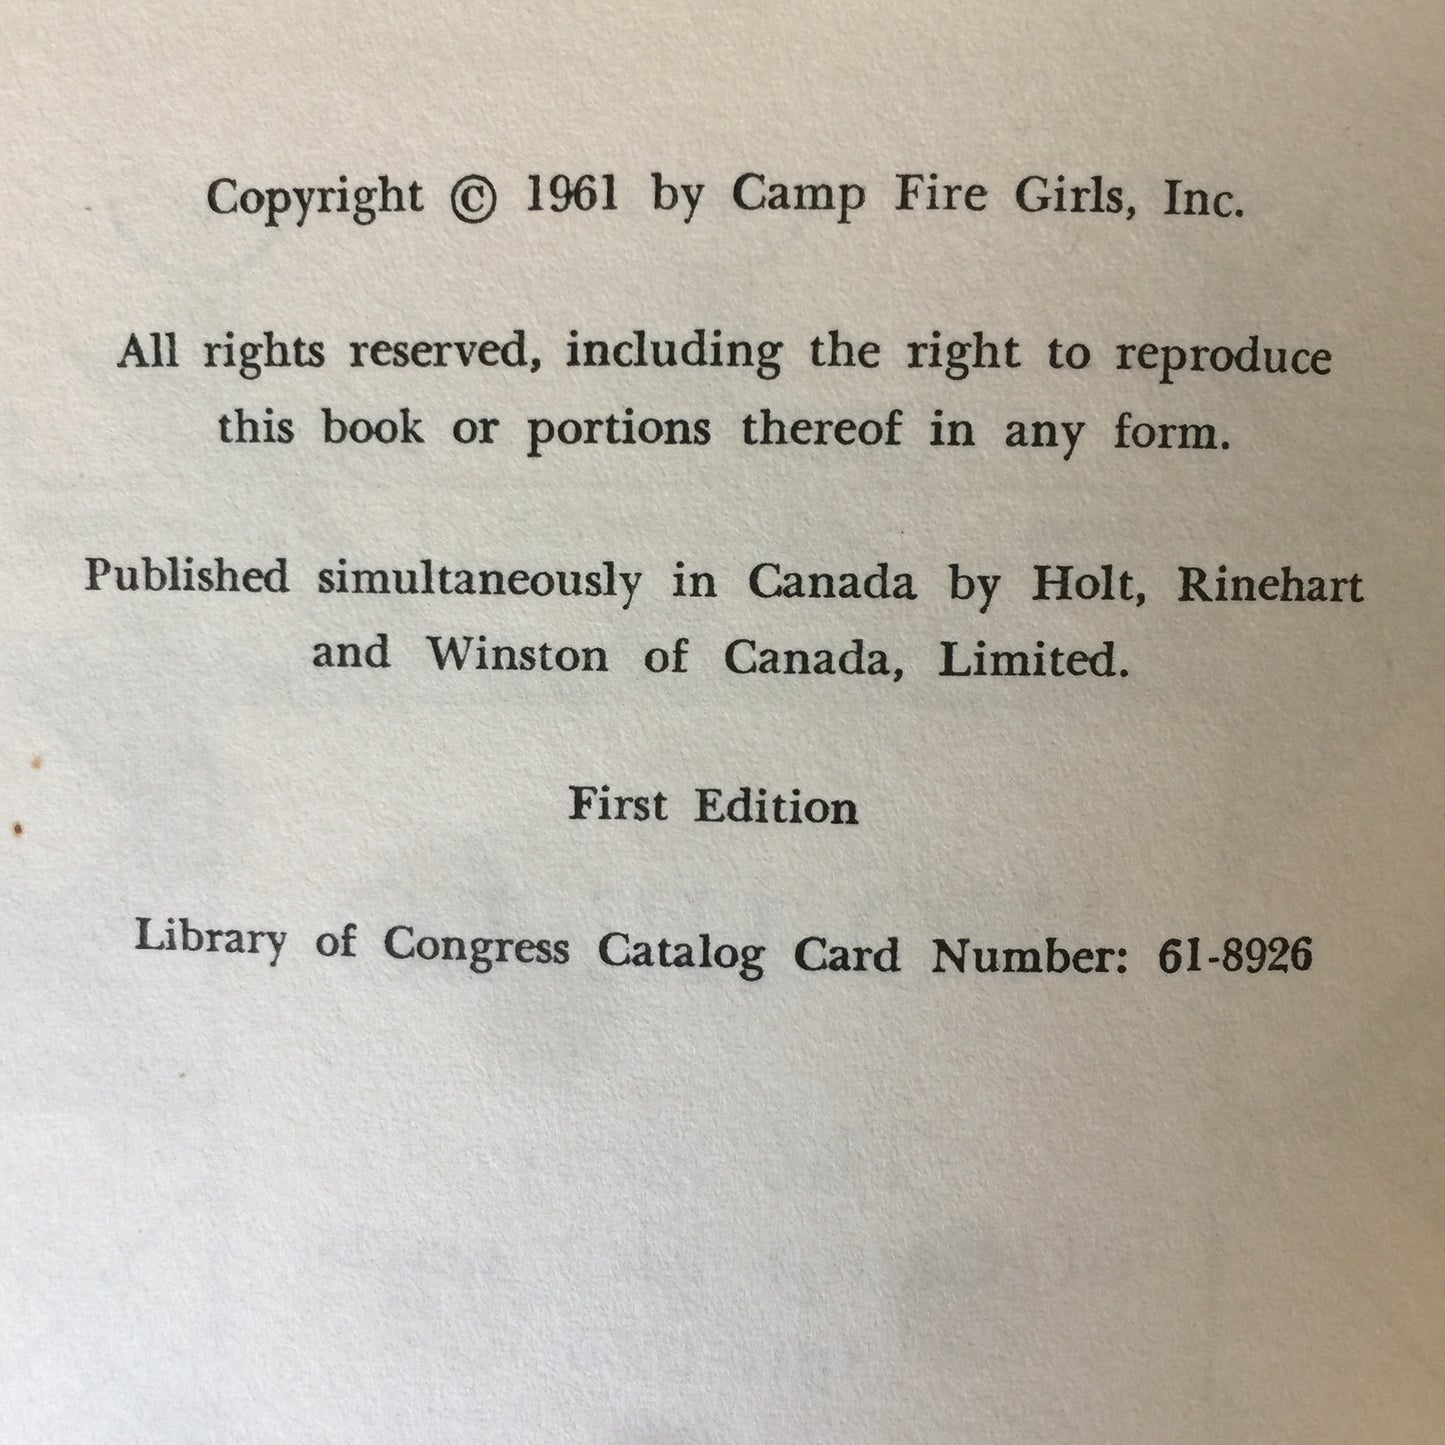 Copyright © 1961 by Camp Fire Girls, Inc.
All rights reserved, including the right to reproduce
this book or portions thereof in any form.
Published simultaneously in Canada by Holt, Rinehart
and Winston of Canada, Limited.
First Edition
Library of Congress Catalog Card Number: 61-8926